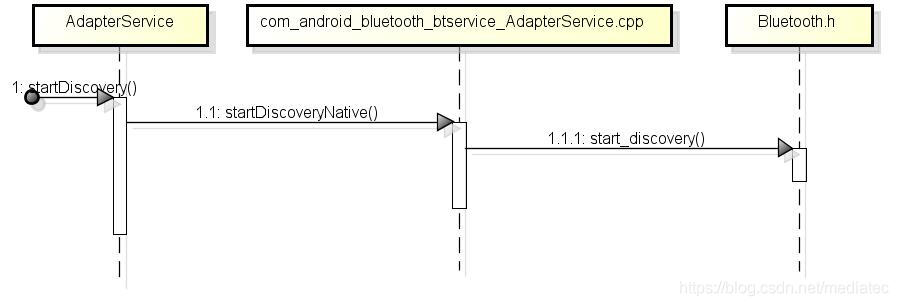 AdapterService
com_android_bluetooth_btservice_AdapterService.cpp
Bluetooth.h
1: startDiscovery()
1.1: startDiscoveryNative()
1.1.1: start_discovery()
https://blog.csdn.net/mediatec